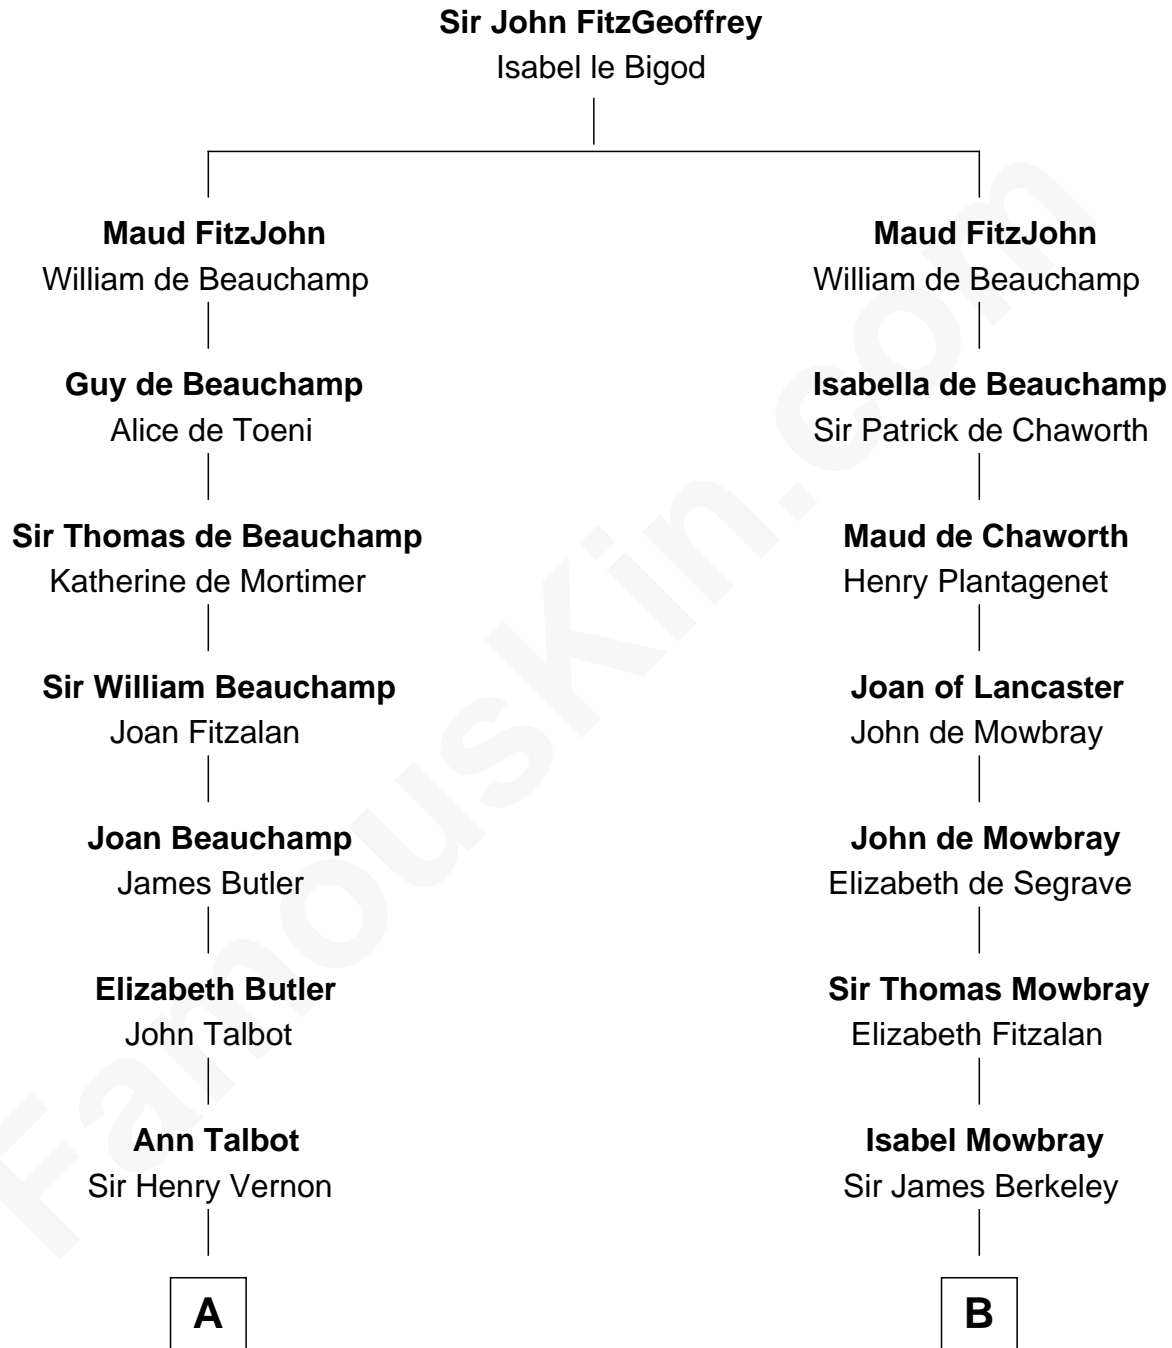 Sir John FitzGeoffrey
Isabel le Bigod
Maud FitzJohn
William de Beauchamp
Guy de Beauchamp
Alice de Toeni
Sir Thomas de Beauchamp
Katherine de Mortimer
Sir William Beauchamp
Joan Fitzalan
Joan Beauchamp
James Butler
Elizabeth Butler
John Talbot
Ann Talbot
Sir Henry Vernon
A
Maud FitzJohn
William de Beauchamp
Isabella de Beauchamp
Sir Patrick de Chaworth
Maud de Chaworth
Henry Plantagenet
Joan of Lancaster
John de Mowbray
John de Mowbray
Elizabeth de Segrave
Sir Thomas Mowbray
Elizabeth Fitzalan
Isabel Mowbray
Sir James Berkeley
B
FamousKin.com